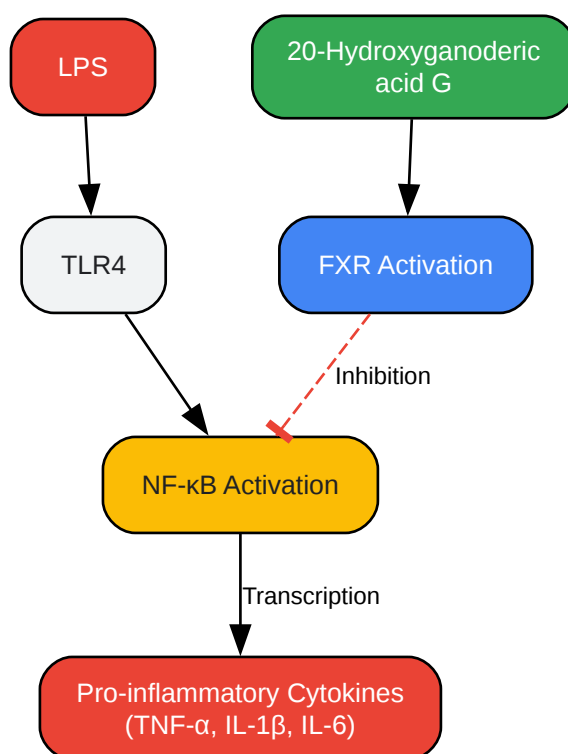 LPS
20-Hydroxyganoderic
acid G
TLR4
FXR Activation
Inhibition
NF-κB Activation
Transcription
Pro-inflammatory Cytokines
(TNF-α, IL-1β, IL-6)